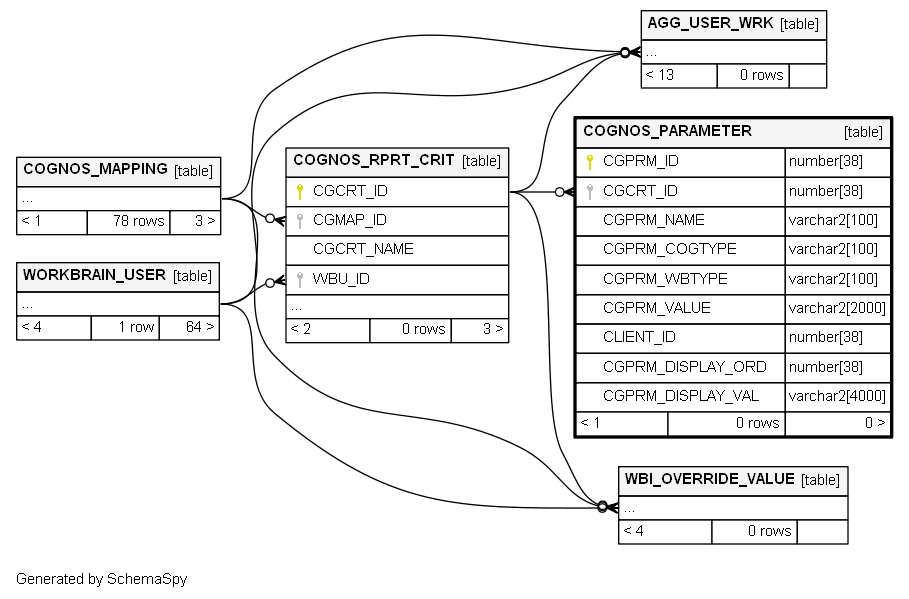 AGG_USER_WRK [table]
...
< 13 0 rows
COGNOS_PARAMETER [table]
CGPRM_ID number[38]
CGCRT_ID number[38]
CGPRM_NAME varchar2[100]
CGPRM_COGTYPE varchar2[100]
CGPRM_WBTYPE varchar2[100]
CGPRM_VALUE varchar2[2000]
CLIENT_ID number[38]
CGPRM_DISPLAY_ORD number[38]
CGPRM_DISPLAY_VAL varchar2[4000]
< 1 0 rows 0 >
COGNOS_RPRT_CRIT [table]
CGCRT_ID
CGMAP_ID
CGCRT_NAME
WBU_ID
...
< 2 0 rows 3 >
COGNOS_MAPPING [table]
...
< 1 78 rows 3 >
WORKBRAIN_USER [table]
...
< 4 1 row 64 >
WBI_OVERRIDE_VALUE [table]
...
< 4 0 rows
Generated by SchemaSpy